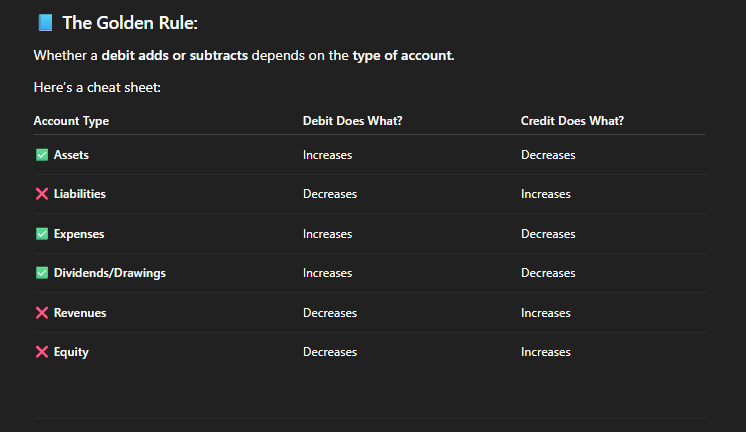 📘 The Golden Rule:
Whether a debit adds or subtracts depends on the type of account.
Here's a cheat sheet:
Account Type Debit Does What? Credit Does What?
✅ Assets Increases Decreases
❌ Liabilities Decreases Increases
✅ Expenses Increases Decreases
✅ Dividends/Drawings Increases Decreases
❌ Revenues Decreases Increases
❌ Equity Decreases Increases